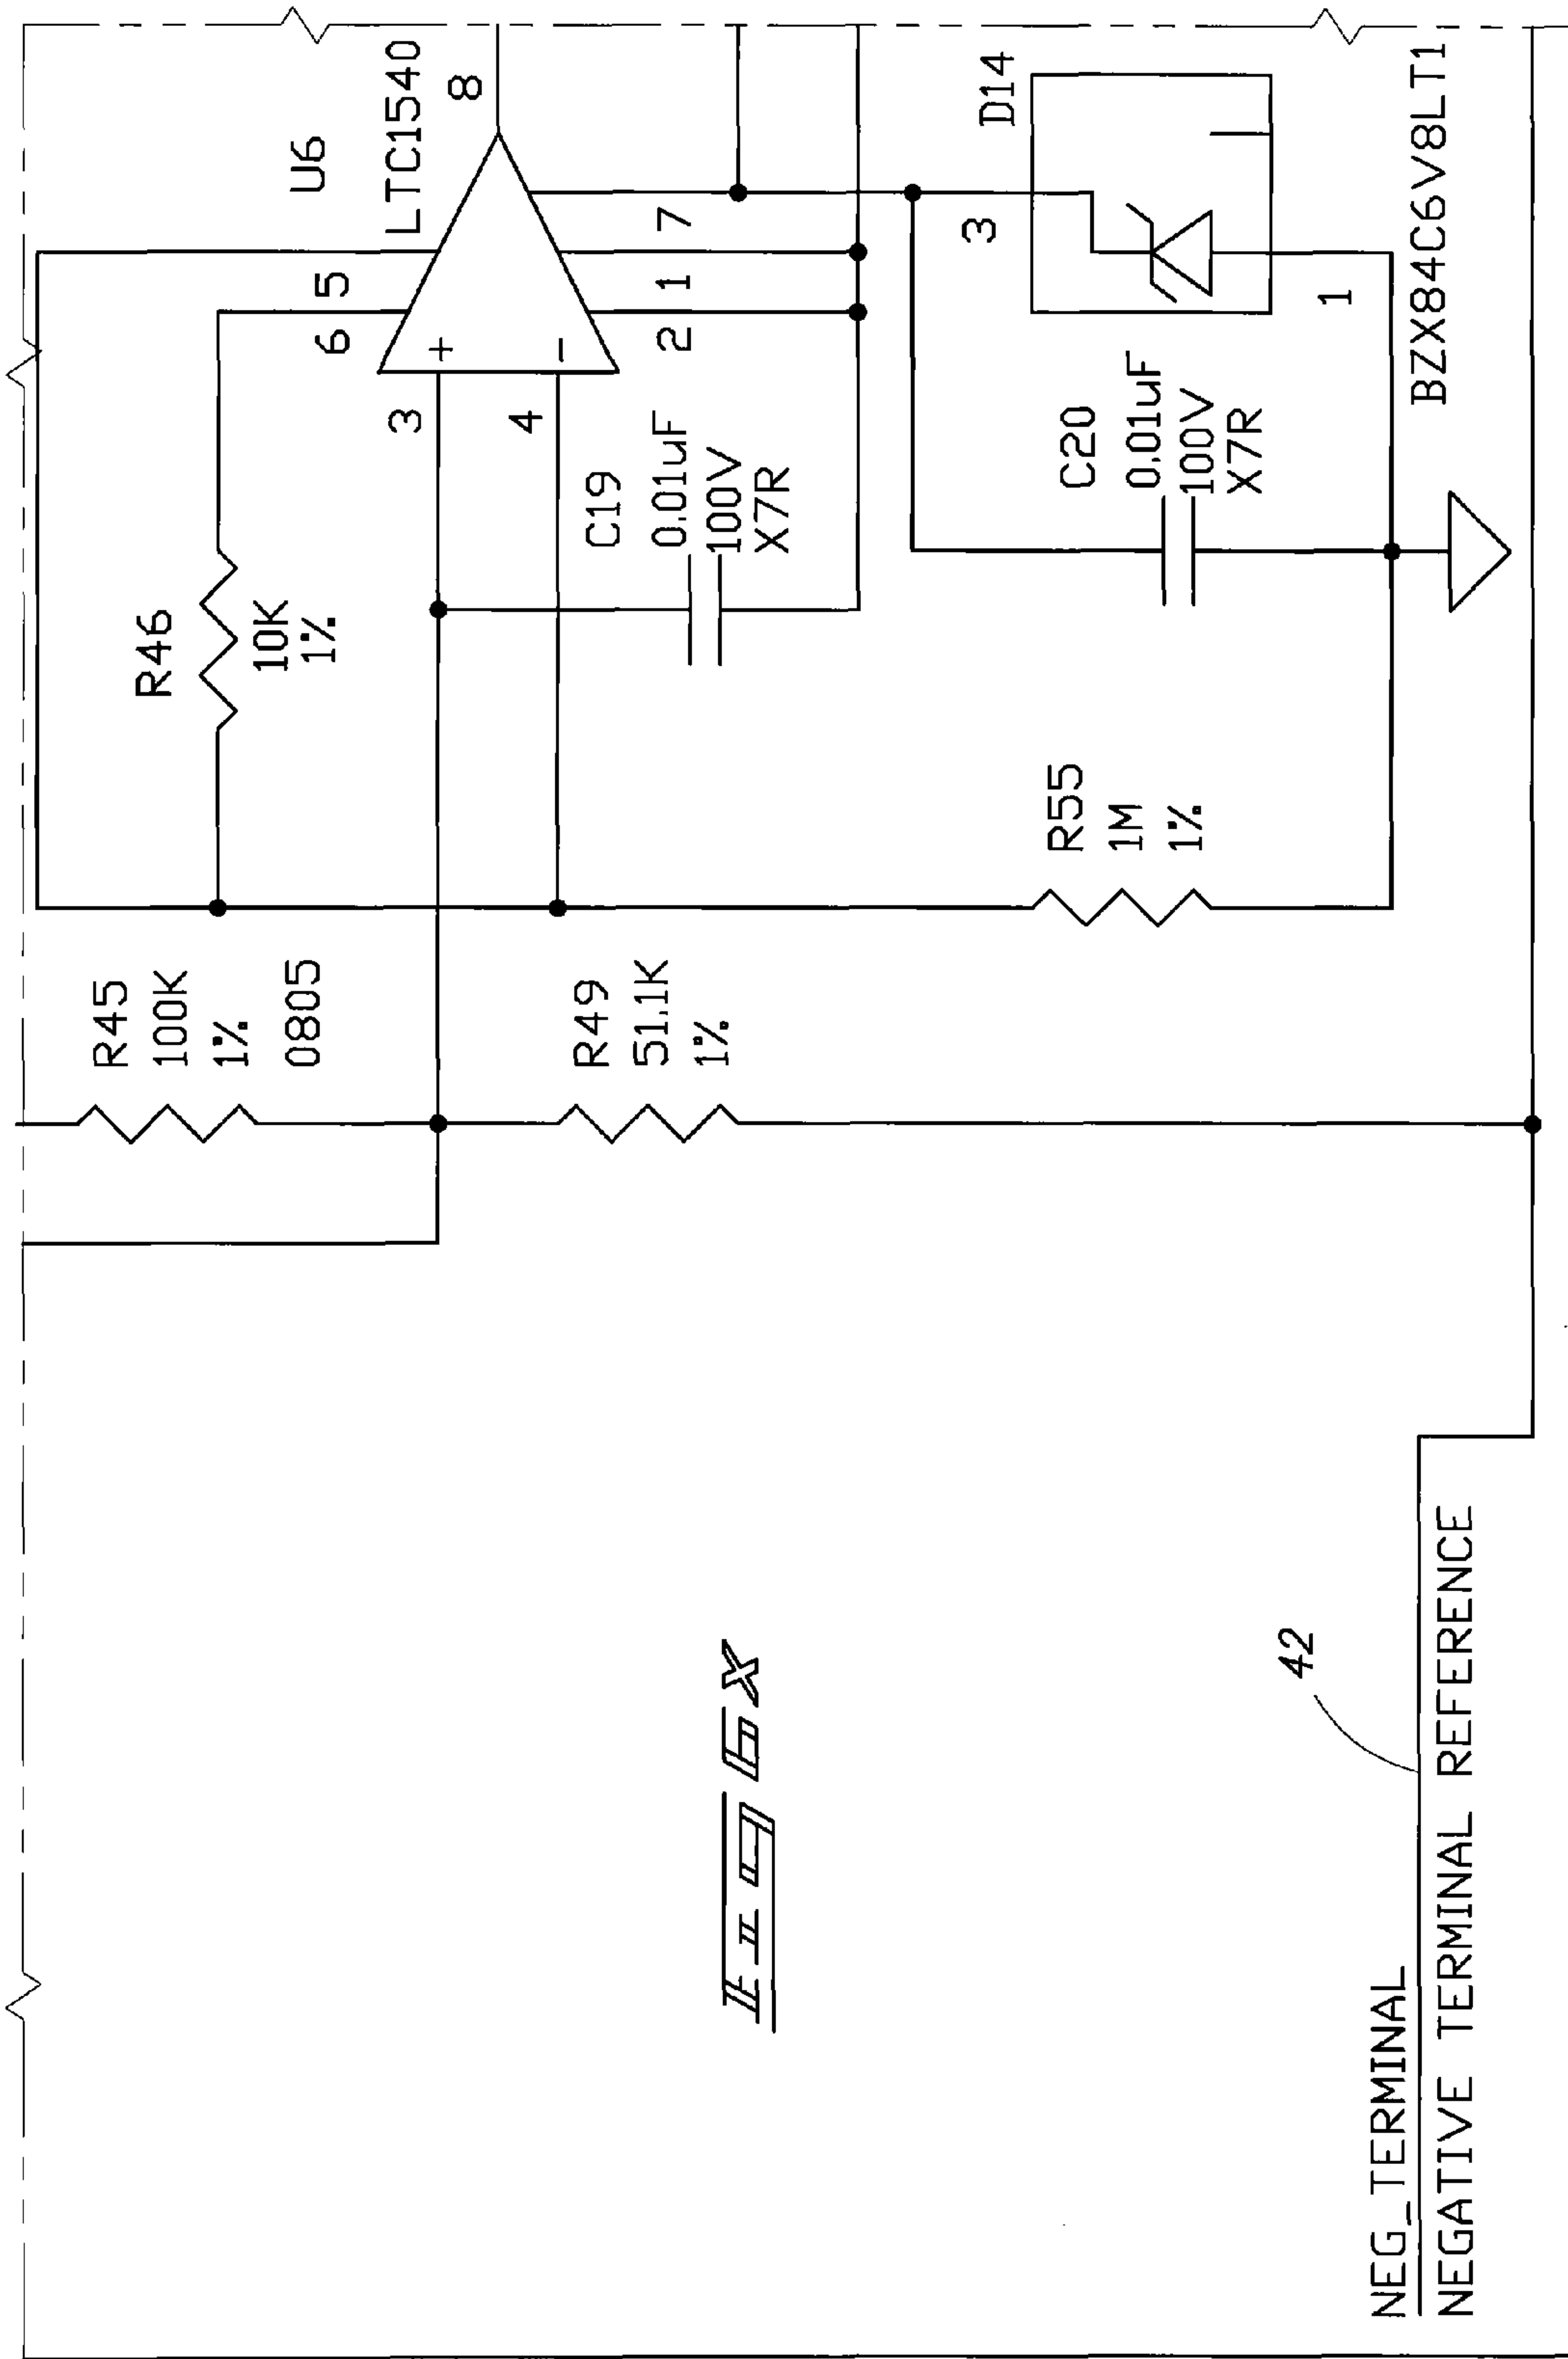 U6
LTC1540
8
5
6
7
1
2
3
4
+
-
R46
10K
1%
C19
0.01uF
100V
X7R
D14
3
1
BZX84C6V8LT1
C20
0.01uF
100V
X7R
R55
1M
1%
R45
100K
1%
0805
R49
51.1K
1%
FIG 6X
42
NEG_TERMINAL
NEGATIVE TERMINAL REFERENCE